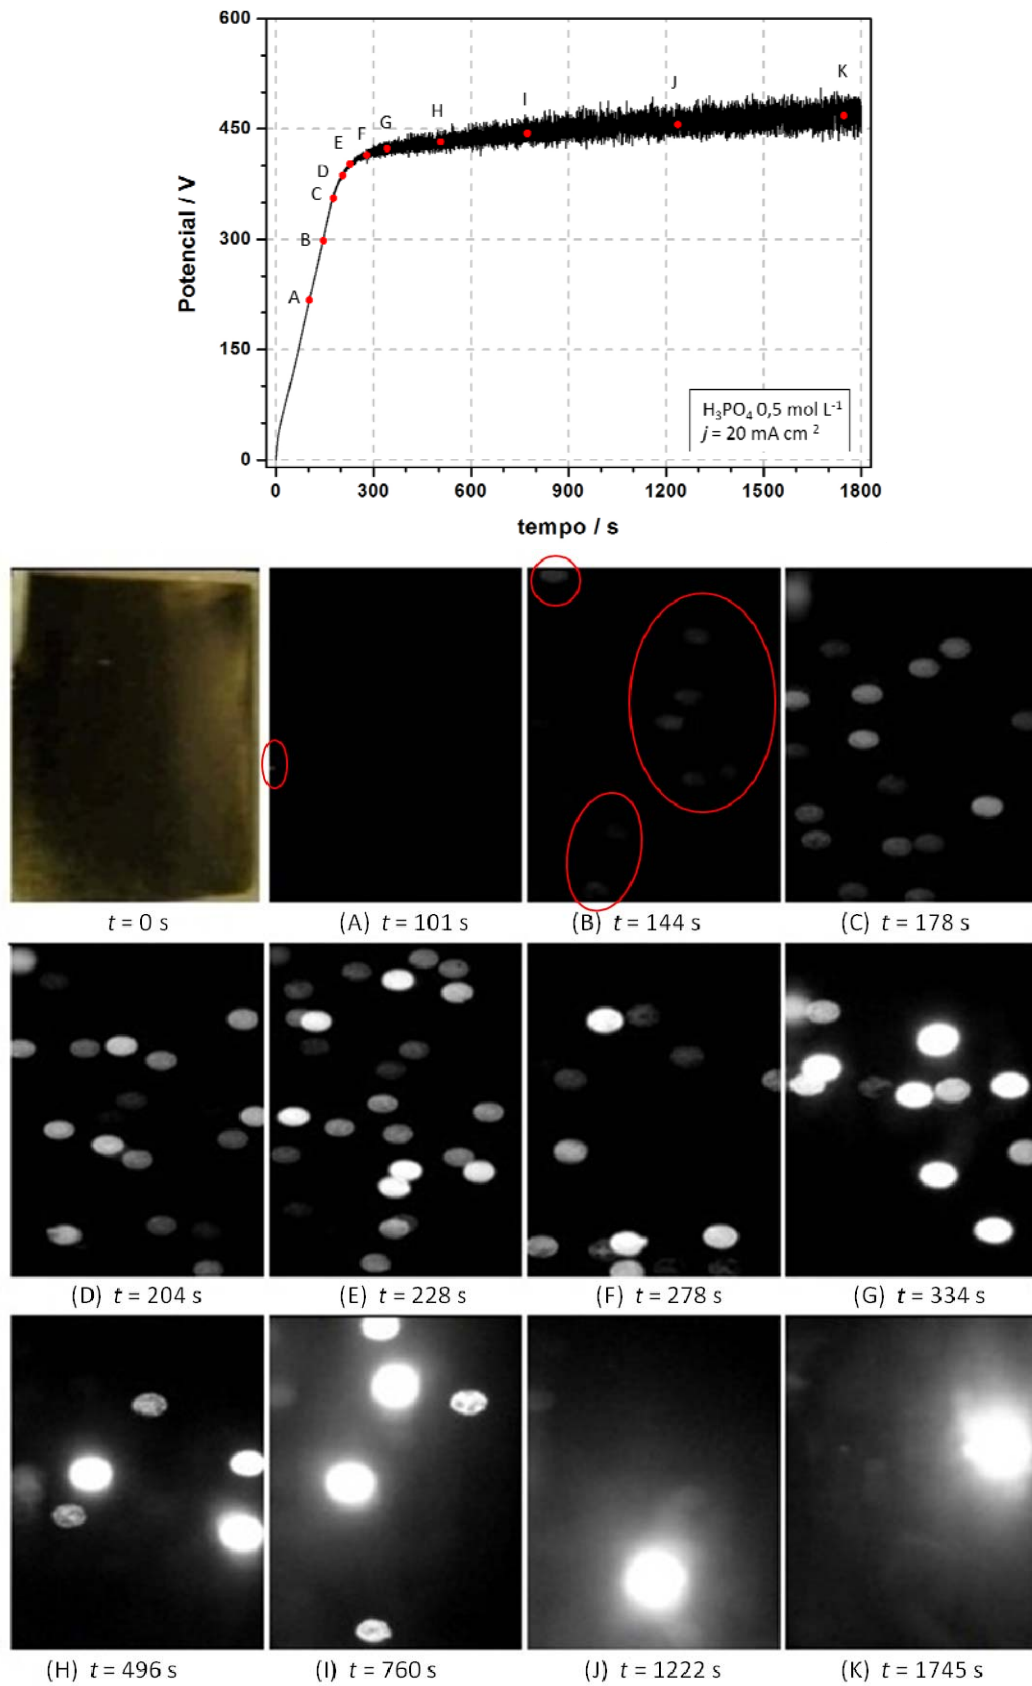 600
450
300
150
0
Potencial / V
A
B
C
D
E
F
G
H
I
J
K
H₃PO₄ 0,5 mol L⁻¹
j = 20 mA cm ²
0 300 600 900 1200 1500 1800
tempo / s
t = 0 s (A) t = 101 s (B) t = 144 s (C) t = 178 s
(D) t = 204 s (E) t = 228 s (F) t = 278 s (G) t = 334 s
(H) t = 496 s (I) t = 760 s (J) t = 1222 s (K) t = 1745 s